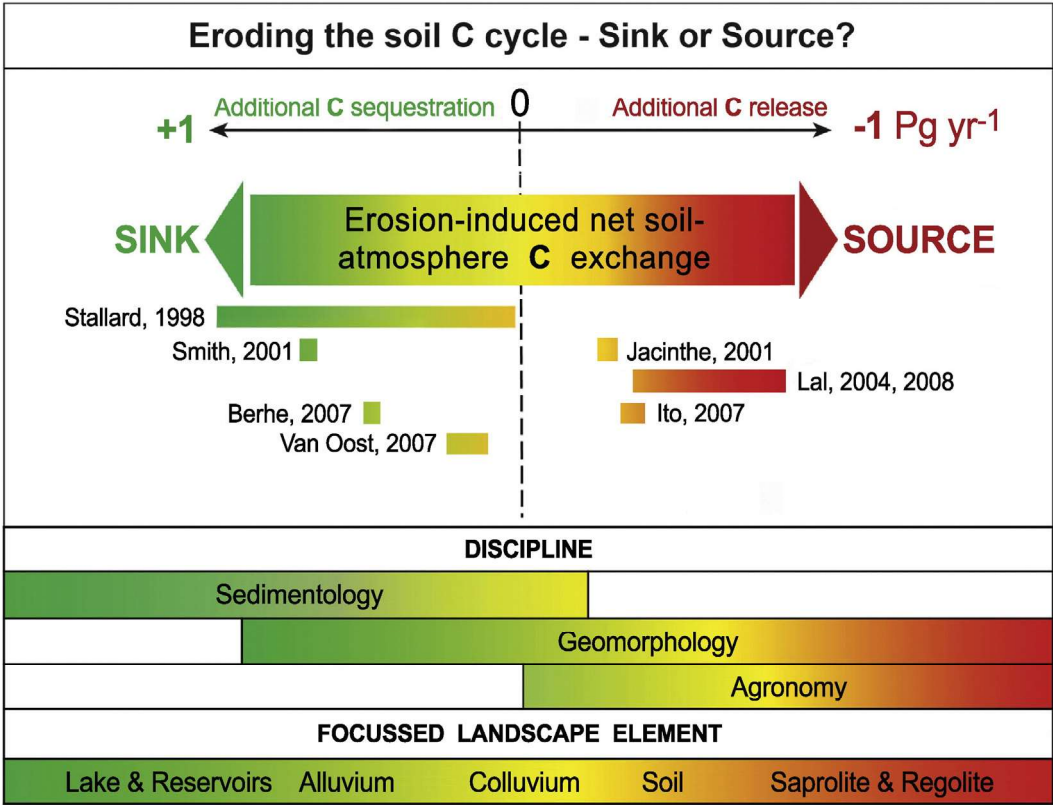 Eroding the soil C cycle - Sink or Source?
Additional C sequestration
0
Additional C release
+1
-1 Pg yr-1
SINK
Erosion-induced net soil-
atmosphere C exchange
SOURCE
Stallard, 1998
Smith, 2001
Jacinthe, 2001
Lal, 2004, 2008
Berhe, 2007
Ito, 2007
Van Oost, 2007
DISCIPLINE
Sedimentology
Geomorphology
Agronomy
FOCUSSED LANDSCAPE ELEMENT
Lake & Reservoirs Alluvium Colluvium Soil Saprolite & Regolite